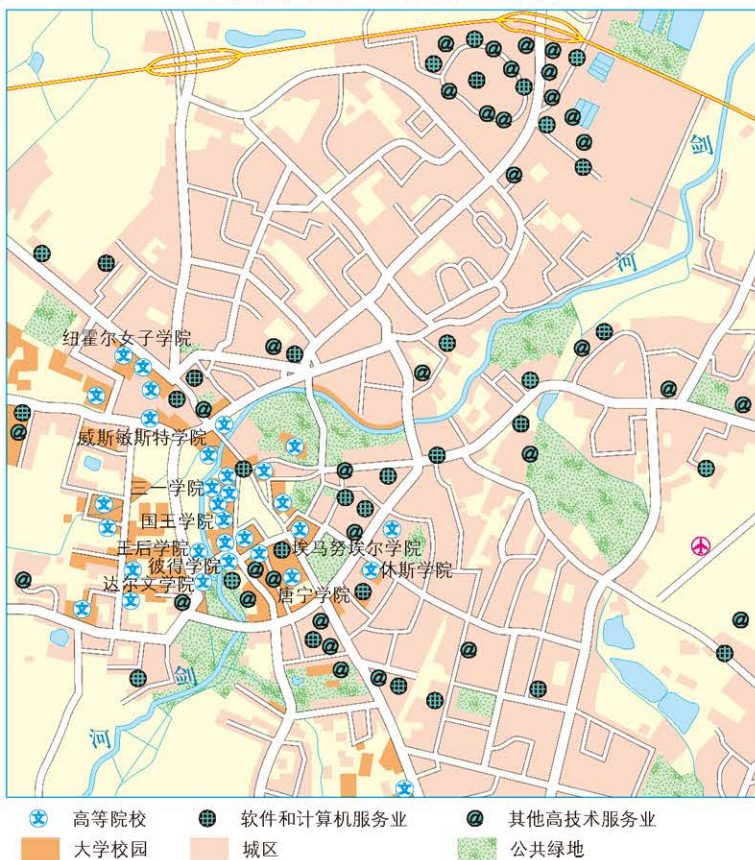 剑
河
纽霍尔女子学院
威斯敏斯特学院
三一学院
国王学院
王后学院
埃马努埃尔学院
彼得学院
休斯学院
达尔文学院
唐宁学院
剑
河
高等院校
软件和计算机服务业
其他高技术服务业
大学校园
城区
公共绿地